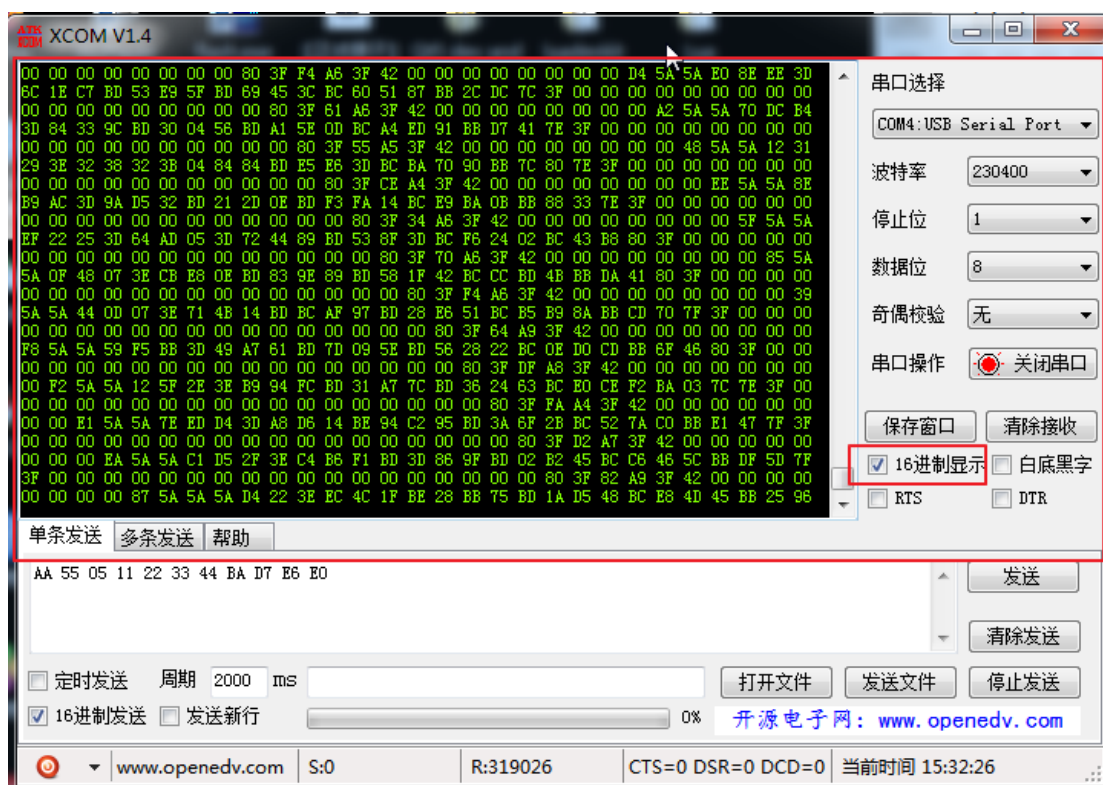 XCOM V1.4
00 00 00 00 00 00 00 00 80 3F F4 A6 3F 42 00 00 00 00 00 00 00 00 D4 5A 5A E0 8E EE 3D
6C 1E C7 BD 53 E9 5F BD 69 45 3C BC 60 51 87 BB 2C DC 7C 3F 00 00 00 00 00 00 00 00 00
00 00 00 00 00 00 00 00 00 80 3F 61 A6 3F 42 00 00 00 00 00 00 00 00 A2 5A 5A 70 DC B4
3D 84 33 9C BD 30 04 56 BD A1 5E 0D BC A4 ED 91 BB D7 41 7E 3F 00 00 00 00 00 00 00 00
00 00 00 00 00 00 00 00 00 00 80 3F 55 A5 3F 42 00 00 00 00 00 00 00 00 48 5A 5A 12 31
29 3E 32 38 32 3B 04 84 84 BD E5 E6 3D BC BA 70 90 BB 7C 80 7E 3F 00 00 00 00 00 00 00
00 00 00 00 00 00 00 00 00 00 00 80 3F CE A4 3F 42 00 00 00 00 00 00 00 00 EE 5A 5A 8E
B9 AC 3D 9A D5 32 BD 21 2D 0E BD F3 FA 14 BC E9 BA 0B BB 88 33 7E 3F 00 00 00 00 00 00
00 00 00 00 00 00 00 00 00 00 00 00 80 3F 34 A6 3F 42 00 00 00 00 00 00 00 00 5F 5A 5A
EF 22 25 3D 64 AD 05 3D 72 44 89 BD 53 8F 3D BC F6 24 02 BC 43 B8 80 3F 00 00 00 00 00
00 00 00 00 00 00 00 00 00 00 00 00 00 80 3F 70 A6 3F 42 00 00 00 00 00 00 00 00 85 5A
5A 0F 48 07 3E CB E8 0E BD 83 9E 89 BD 58 1F 42 BC CC BD 4B BB DA 41 80 3F 00 00 00 00
00 00 00 00 00 00 00 00 00 00 00 00 00 00 80 3F F4 A6 3F 42 00 00 00 00 00 00 00 00 39
5A 5A 44 0D 07 3E 71 4B 14 BD BC AF 97 BD 28 E6 51 BC B5 B9 8A BB CD 70 7F 3F 00 00 00
00 00 00 00 00 00 00 00 00 00 00 00 00 00 00 80 3F 64 A9 3F 42 00 00 00 00 00 00 00 00
F8 5A 5A 59 F5 BB 3D 49 A7 61 BD 7D 09 5E BD 56 28 22 BC 0E D0 CD BB 6F 46 80 3F 00 00
00 00 00 00 00 00 00 00 00 00 00 00 00 00 00 00 80 3F DF A8 3F 42 00 00 00 00 00 00 00
00 F2 5A 5A 12 5F 2E 3E B9 94 FC BD 31 A7 7C BD 36 24 63 BC E0 CE F2 BA 03 7C 7E 3F 00
00 00 00 00 00 00 00 00 00 00 00 00 00 00 00 00 00 80 3F FA A4 3F 42 00 00 00 00 00 00
00 00 E1 5A 5A 7E ED D4 3D A8 D6 14 BE 94 C2 95 BD 3A 6F 2B BC 52 7A C0 BB E1 47 7F 3F
00 00 00 00 00 00 00 00 00 00 00 00 00 00 00 00 00 00 80 3F D2 A7 3F 42 00 00 00 00 00
00 00 00 EA 5A 5A C1 D5 2F 3E C4 B6 F1 BD 3D 86 9F BD 02 B2 45 BC C6 46 5C BB DF 5D 7F
3F 00 00 00 00 00 00 00 00 00 00 00 00 00 00 00 00 00 00 80 3F 82 A9 3F 42 00 00 00 00
00 00 00 00 87 5A 5A 5A D4 22 3E EC 4C 1F BE 28 BB 75 BD 1A D5 48 BC E8 4D 45 BB 25 96
串口选择
COM4:USB Serial Port
波特率 230400
停止位 1
数据位 8
奇偶校验 无
串口操作 关闭串口
保存窗口 清除接收
16进制显示 白底黑字
RTS DTR
单条发送 多条发送 帮助
AA 55 05 11 22 33 44 BA D7 E6 E0
发送
清除发送
定时发送 周期 2000 ms 打开文件 发送文件 停止发送
16进制发送 发送新行 0% 开源电子网: www.openedv.com
www.openedv.com S:0 R:319026 CTS=0 DSR=0 DCD=0 当前时间 15:32:26